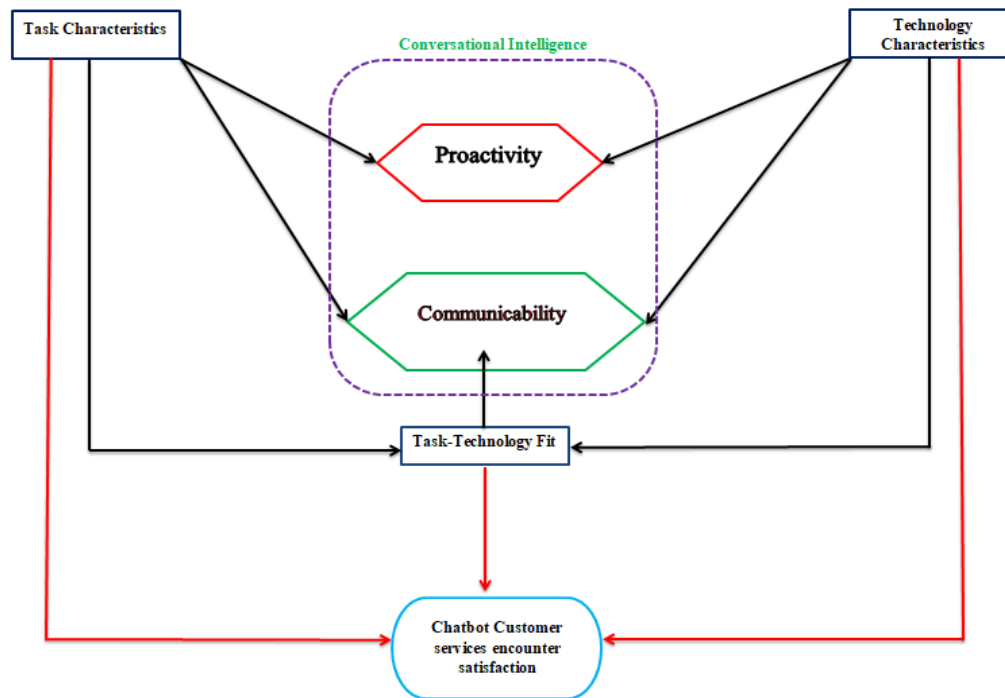 Task Characteristics
Conversational Intelligence
Technology
Characteristics
Proactivity
Communicability
Task-Technology Fit
Chatbot Customer
services encounter
satisfaction